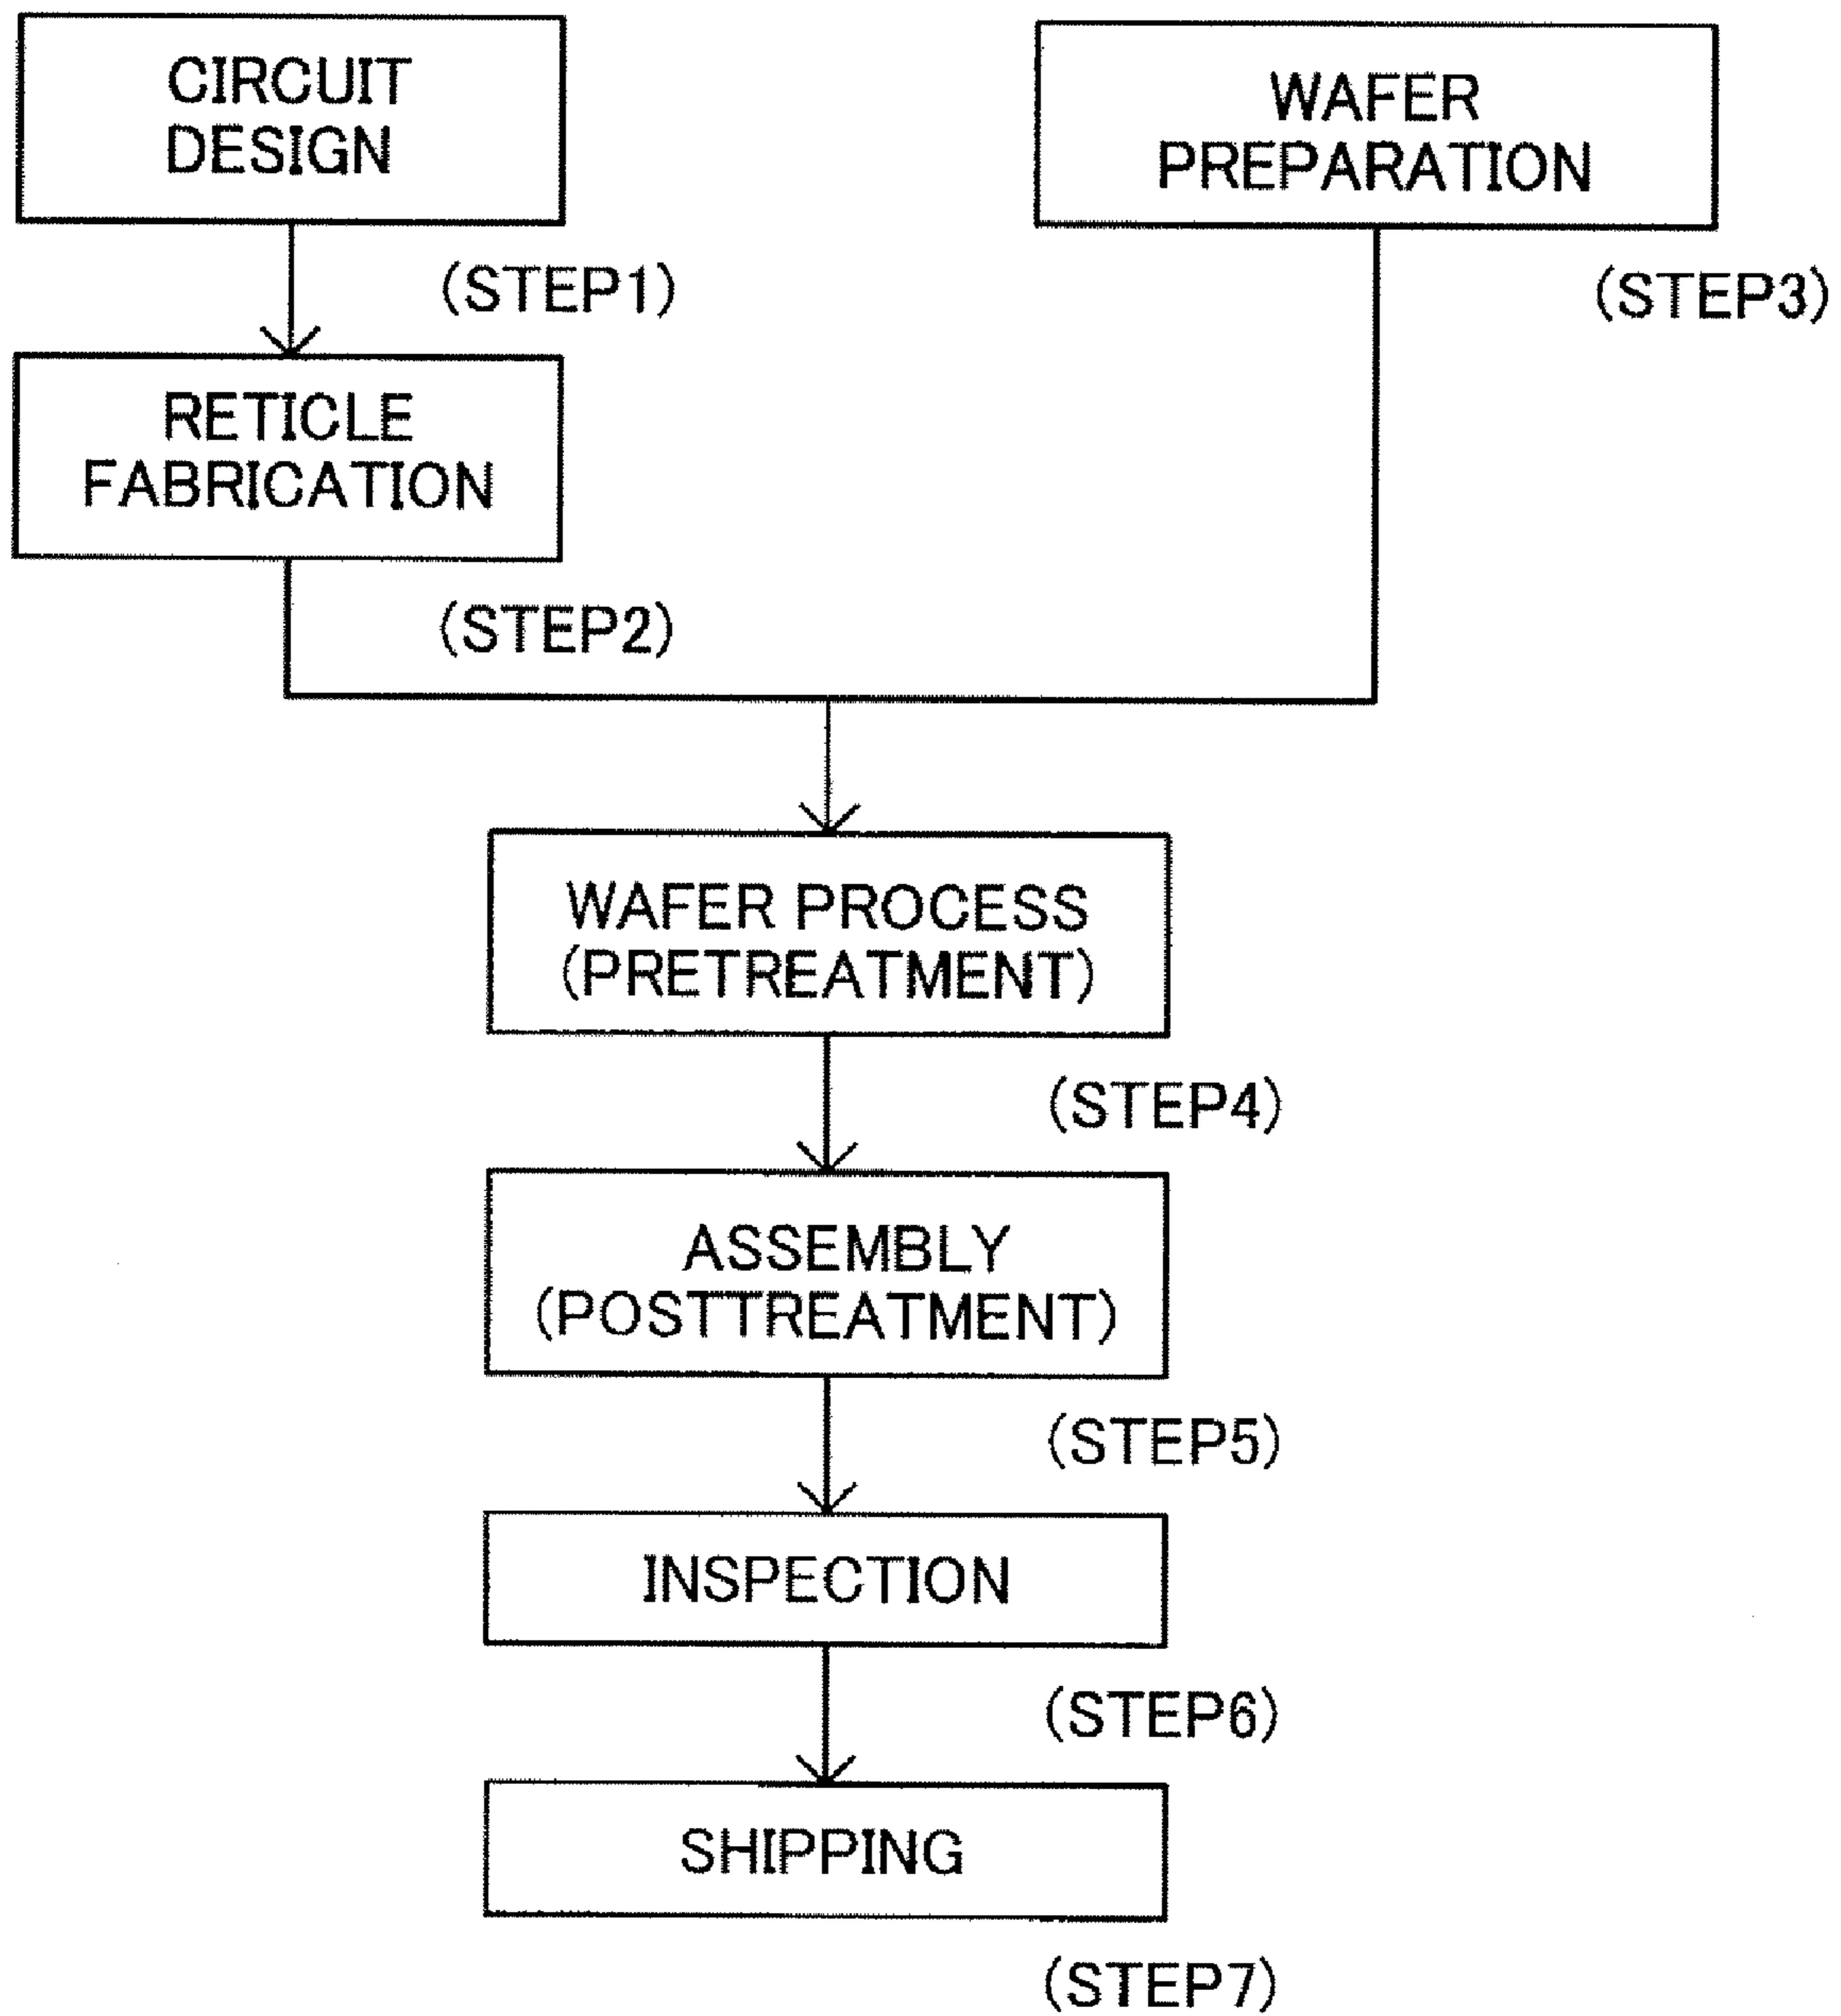 CIRCUIT
DESIGN
(STEP1)
RETICLE
FABRICATION
(STEP2)
WAFER
PREPARATION
(STEP3)
WAFER PROCESS
(PRETREATMENT)
(STEP4)
ASSEMBLY
(POSTTREATMENT)
(STEP5)
INSPECTION
(STEP6)
SHIPPING
(STEP7)